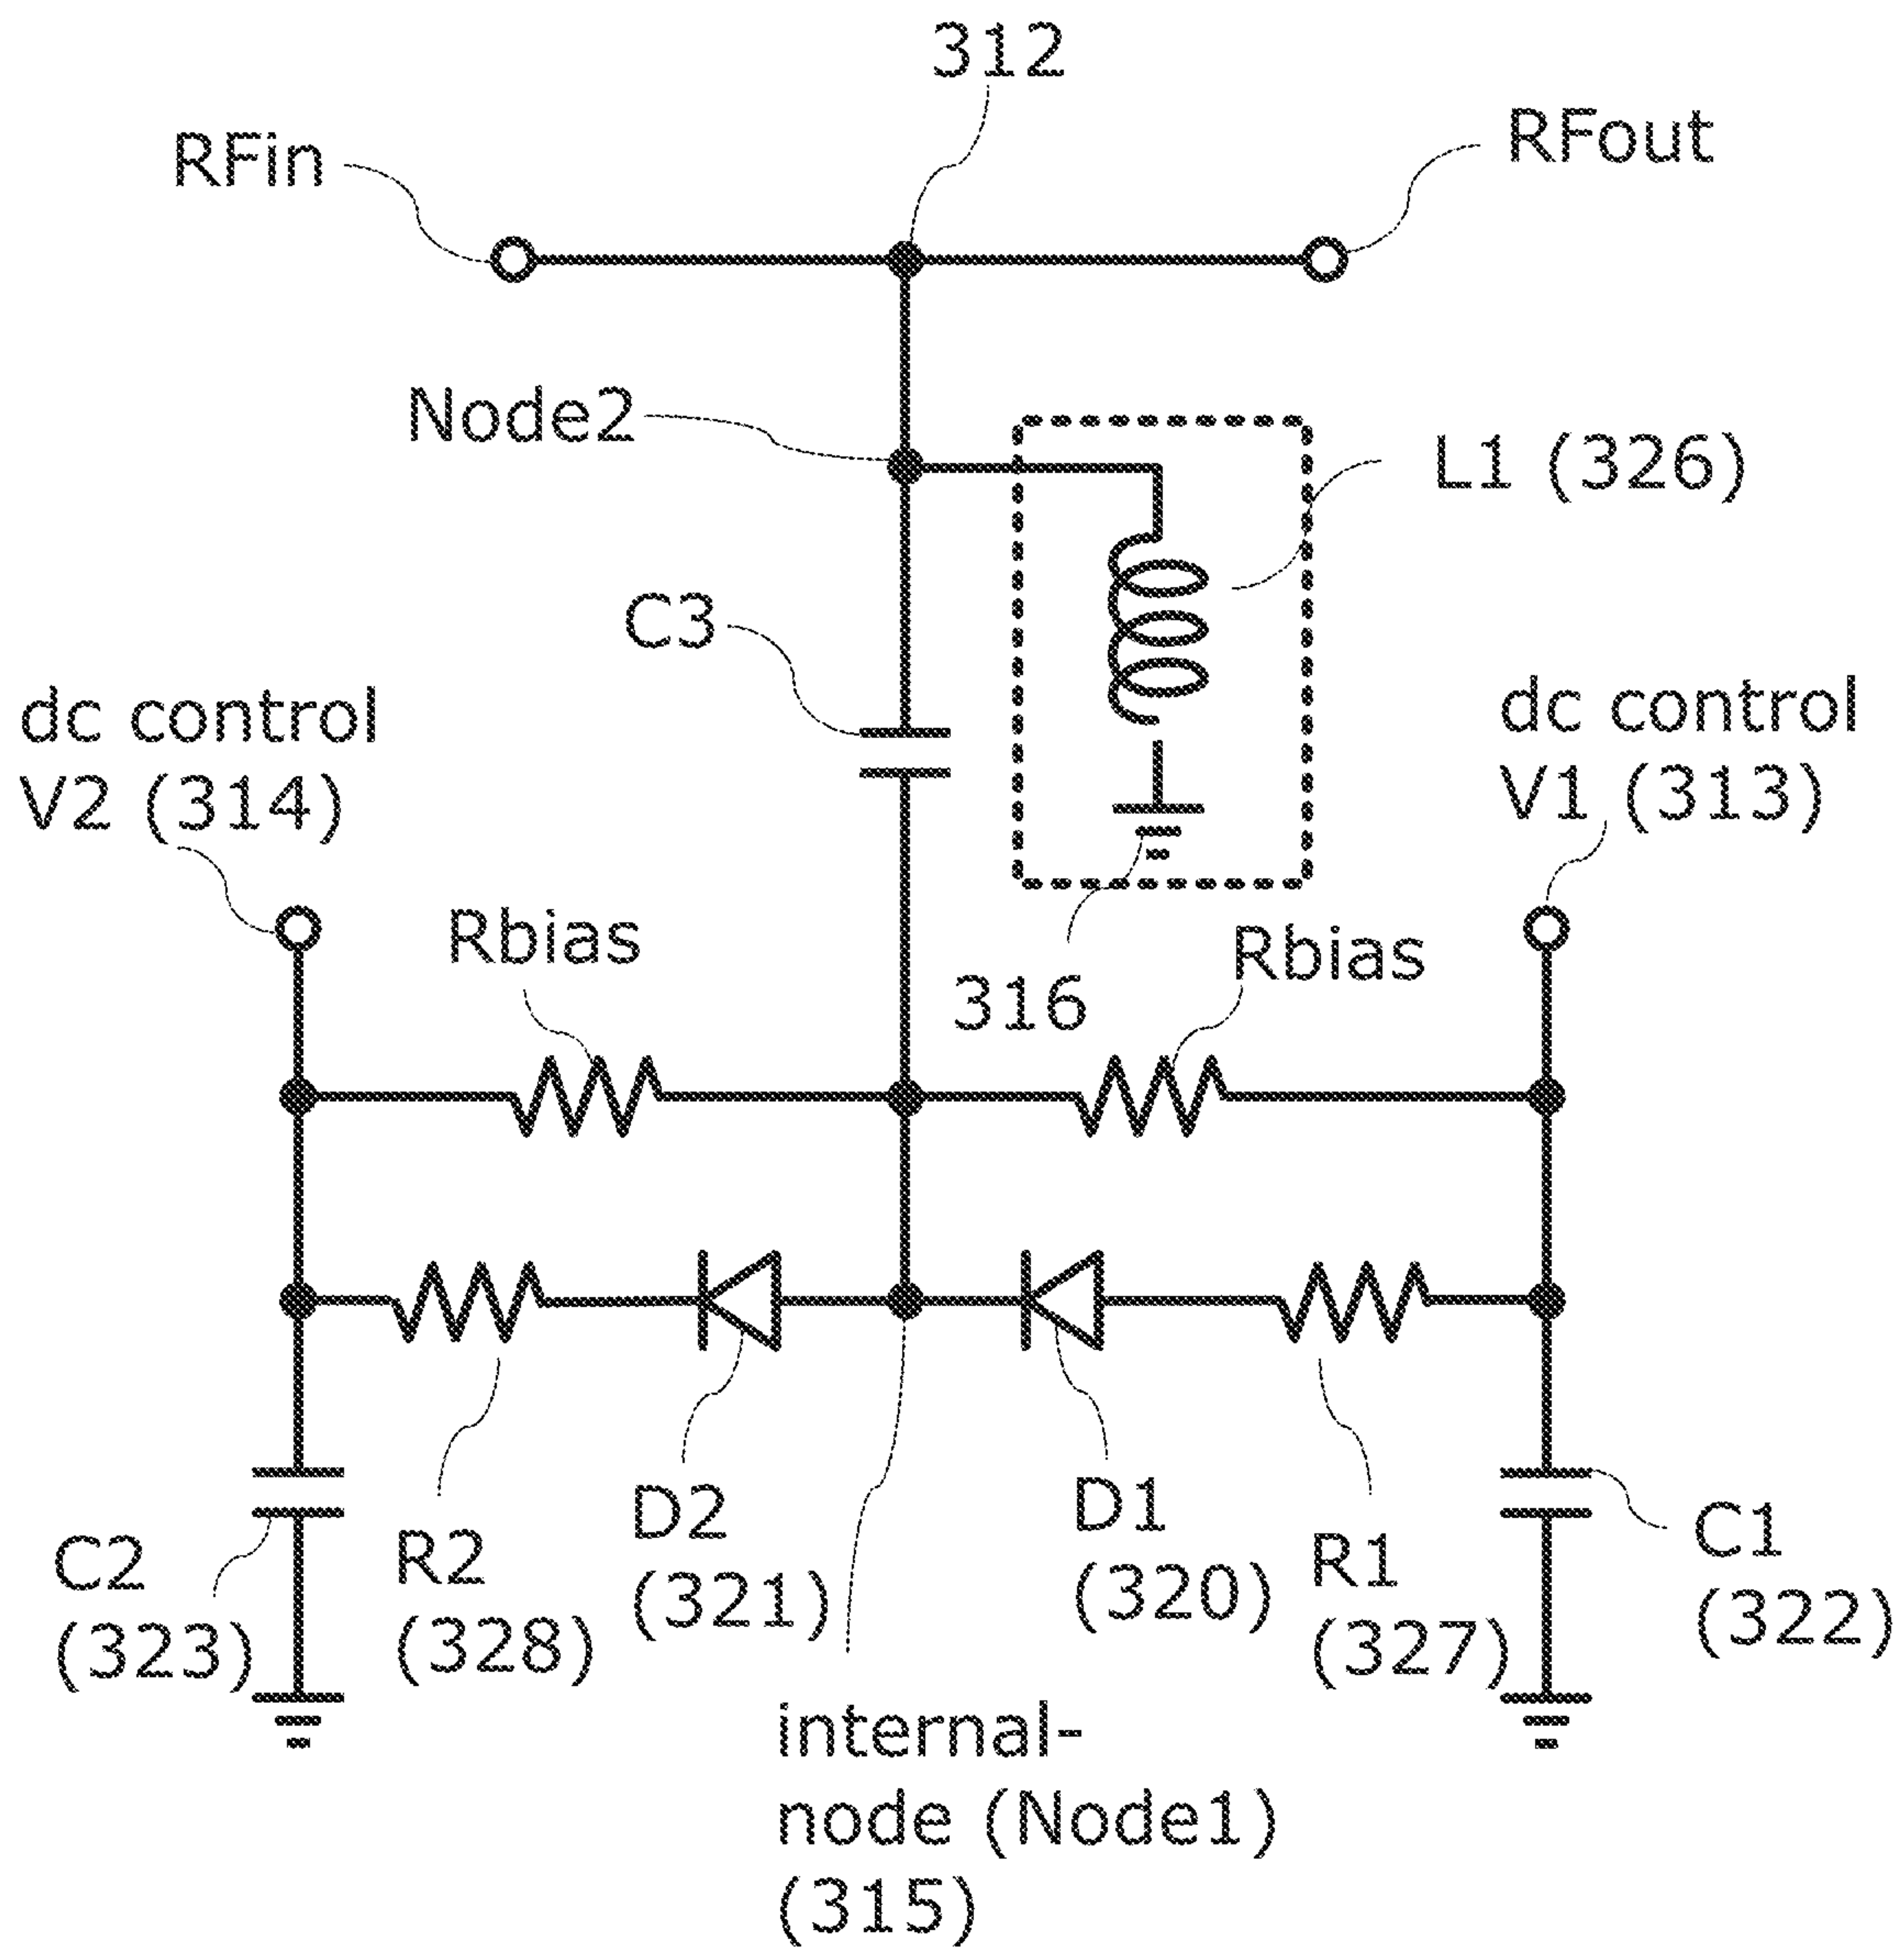 312
RFin
RFout
Node2
L1 (326)
C3
dc control
V2 (314)
dc control
V1 (313)
Rbias
Rbias
316
C2
(323)
R2
(328)
D2
(321)
D1
(320)
R1
(327)
C1
(322)
internal-
node (Node1)
(315)